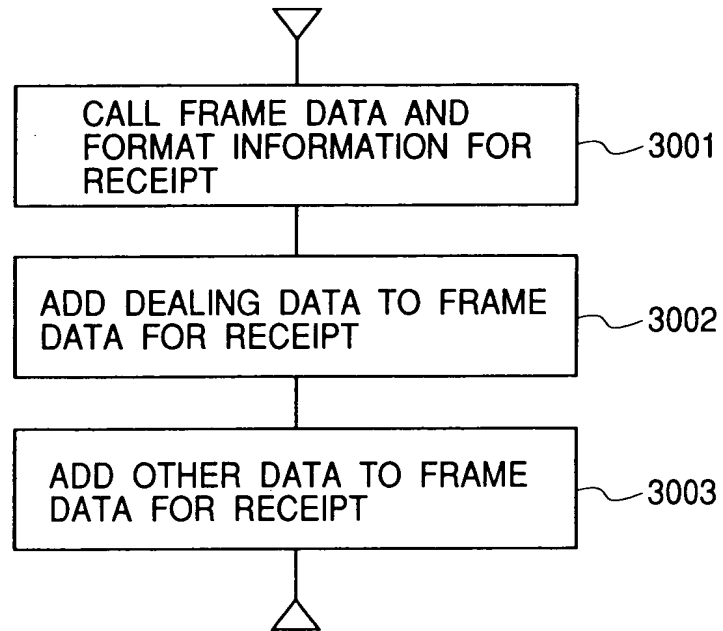 CALL FRAME DATA AND
FORMAT INFORMATION FOR
RECEIPT
3001
ADD DEALING DATA TO FRAME
DATA FOR RECEIPT
3002
ADD OTHER DATA TO FRAME
DATA FOR RECEIPT
3003